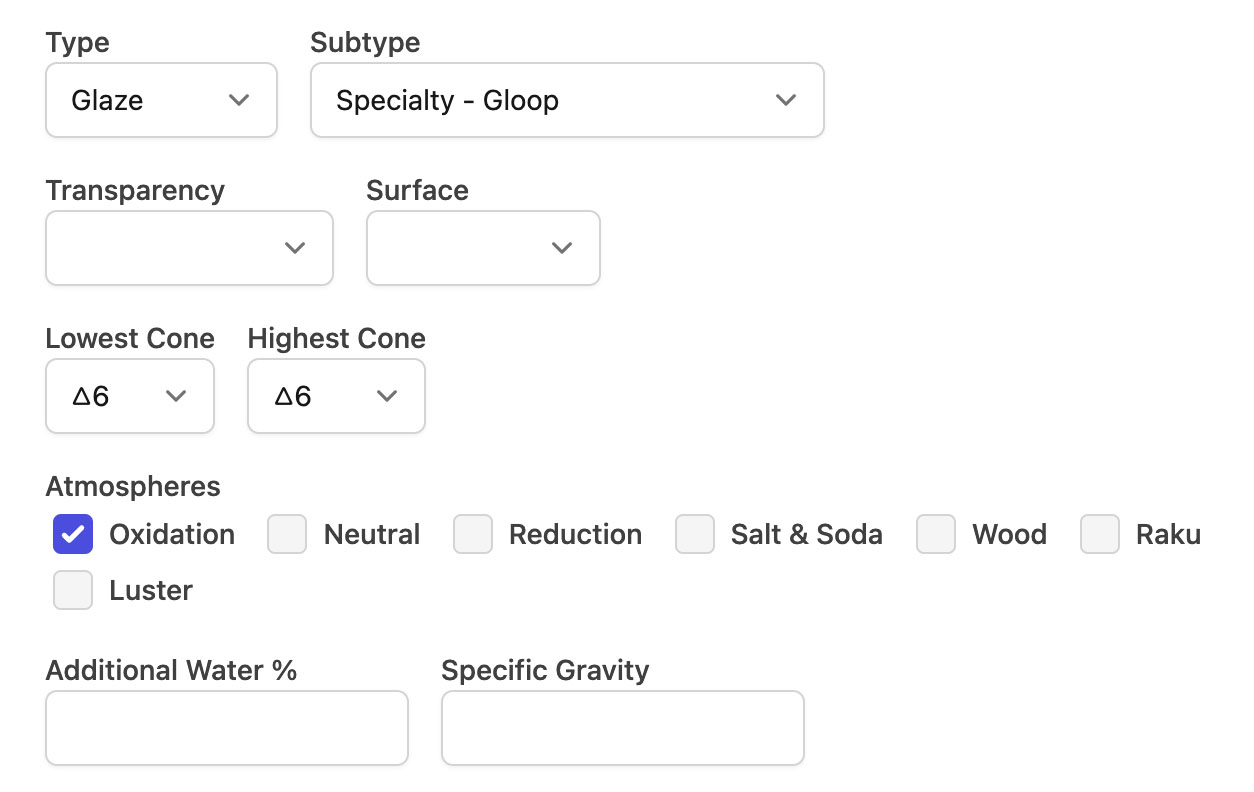 Type Subtype
Glaze Specialty - Gloop
Transparency Surface
Lowest Cone Highest Cone
Δ6 Δ6
Atmospheres
Oxidation Neutral Reduction Salt & Soda Wood Raku
Luster
Additional Water % Specific Gravity